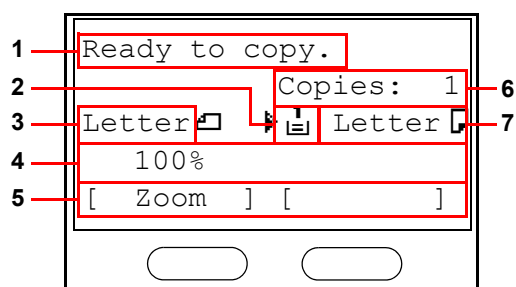 1 Ready to copy.
2 Copies: 1 6
3 Letter Letter 7
4 100%
5 [ Zoom ] [ ]